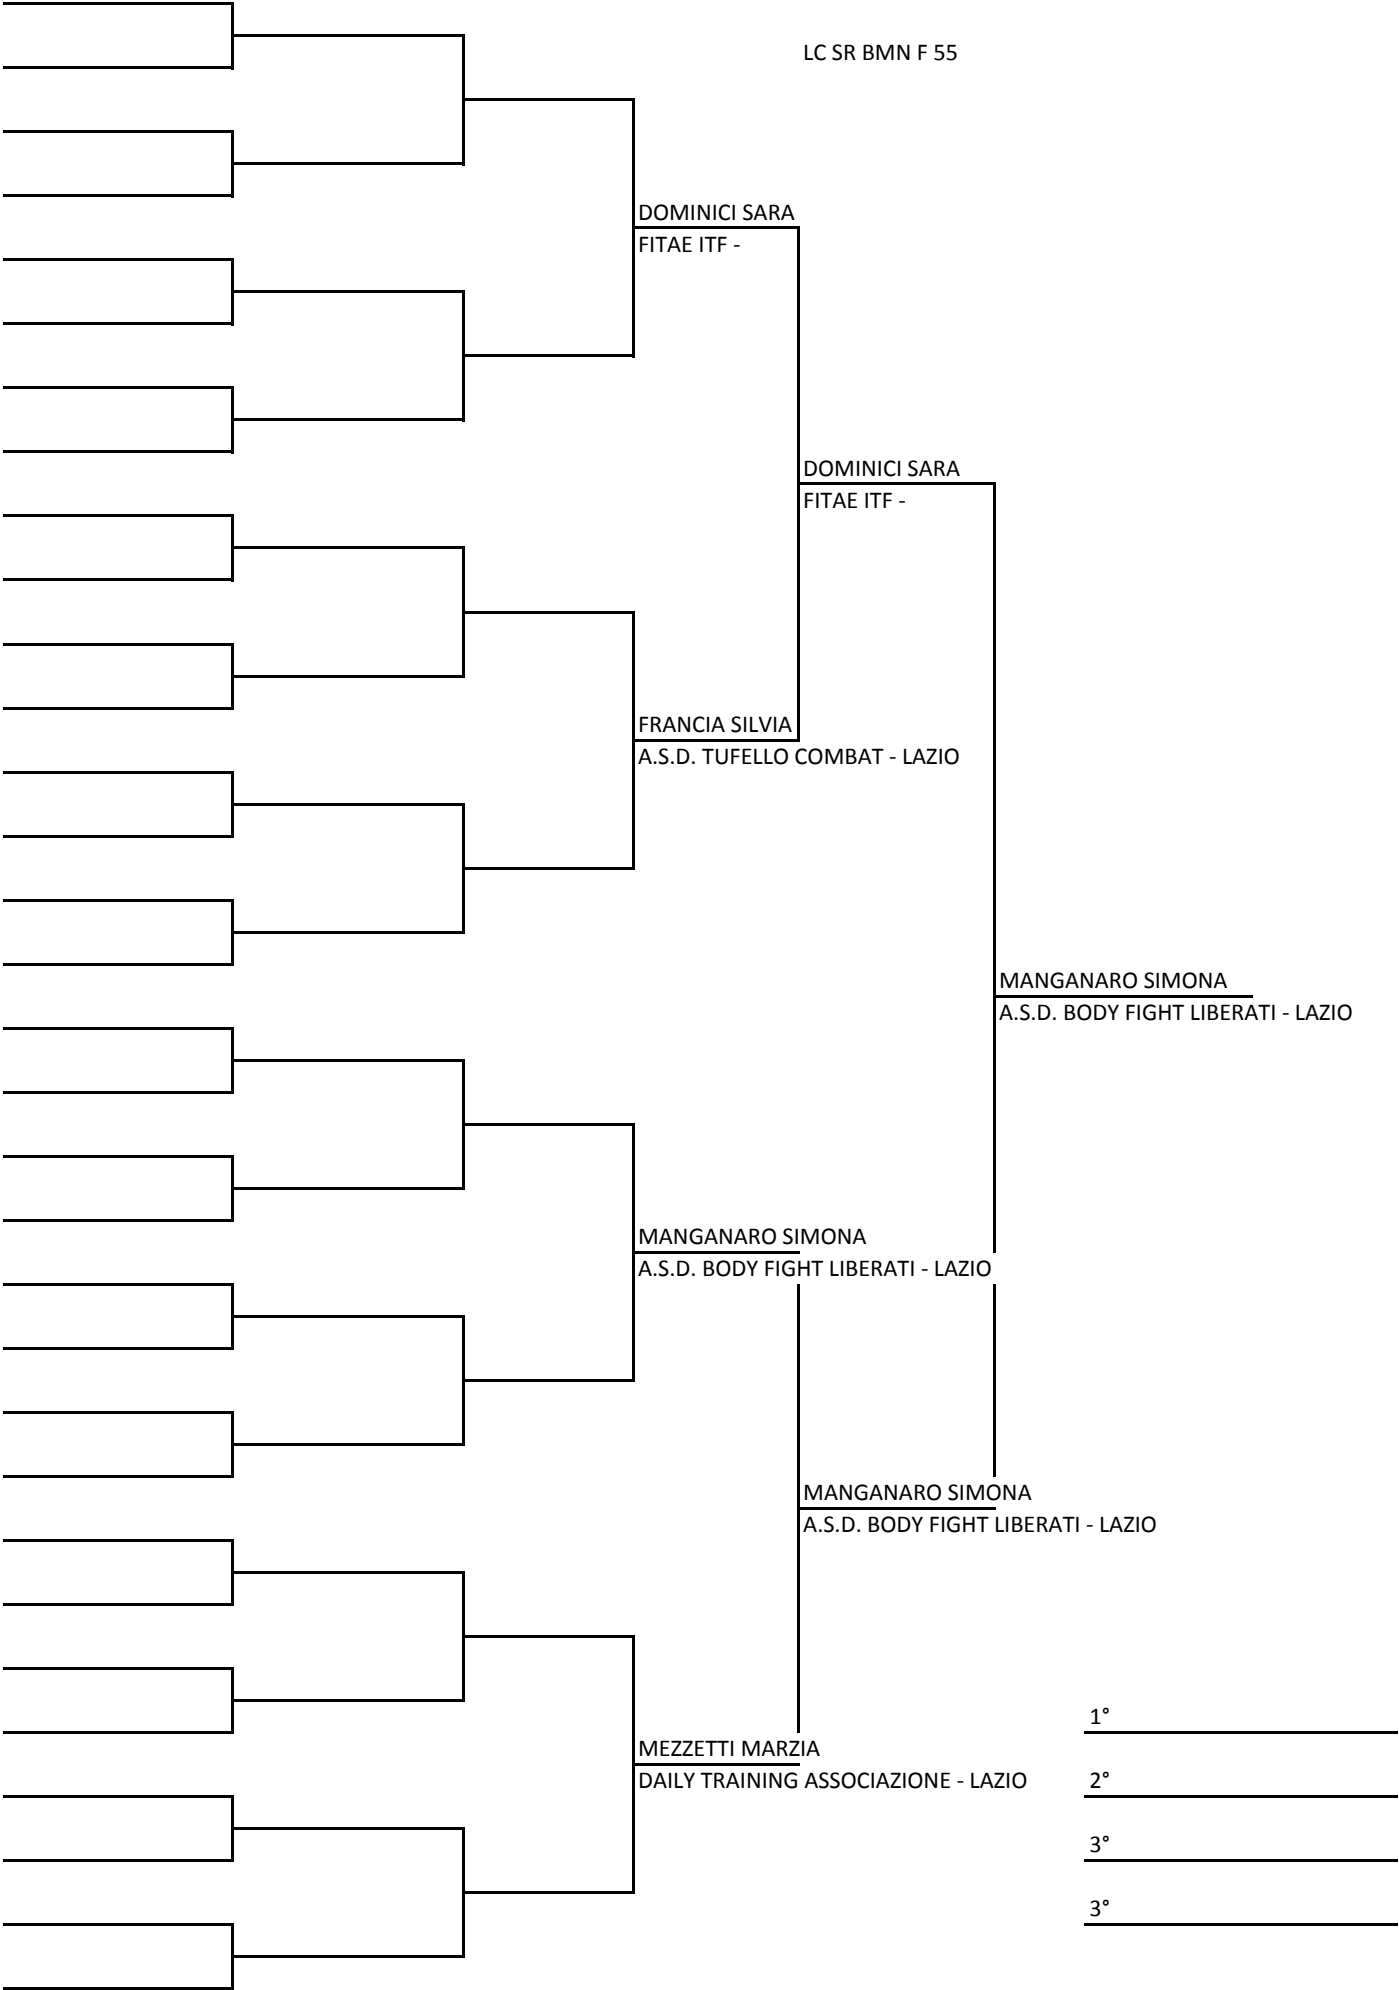 LC SR BMN F 55
DOMINICI SARA
FITAE ITF -
DOMINICI SARA
FITAE ITF -
FRANCIA SILVIA
A.S.D. TUFELLO COMBAT - LAZIO
MANGANARO SIMONA
A.S.D. BODY FIGHT LIBERATI - LAZIO
MANGANARO SIMONA
A.S.D. BODY FIGHT LIBERATI - LAZIO
MANGANARO SIMONA
A.S.D. BODY FIGHT LIBERATI - LAZIO
1°
MEZZETTI MARZIA
DAILY TRAINING ASSOCIAZIONE - LAZIO
2°
3°
3°